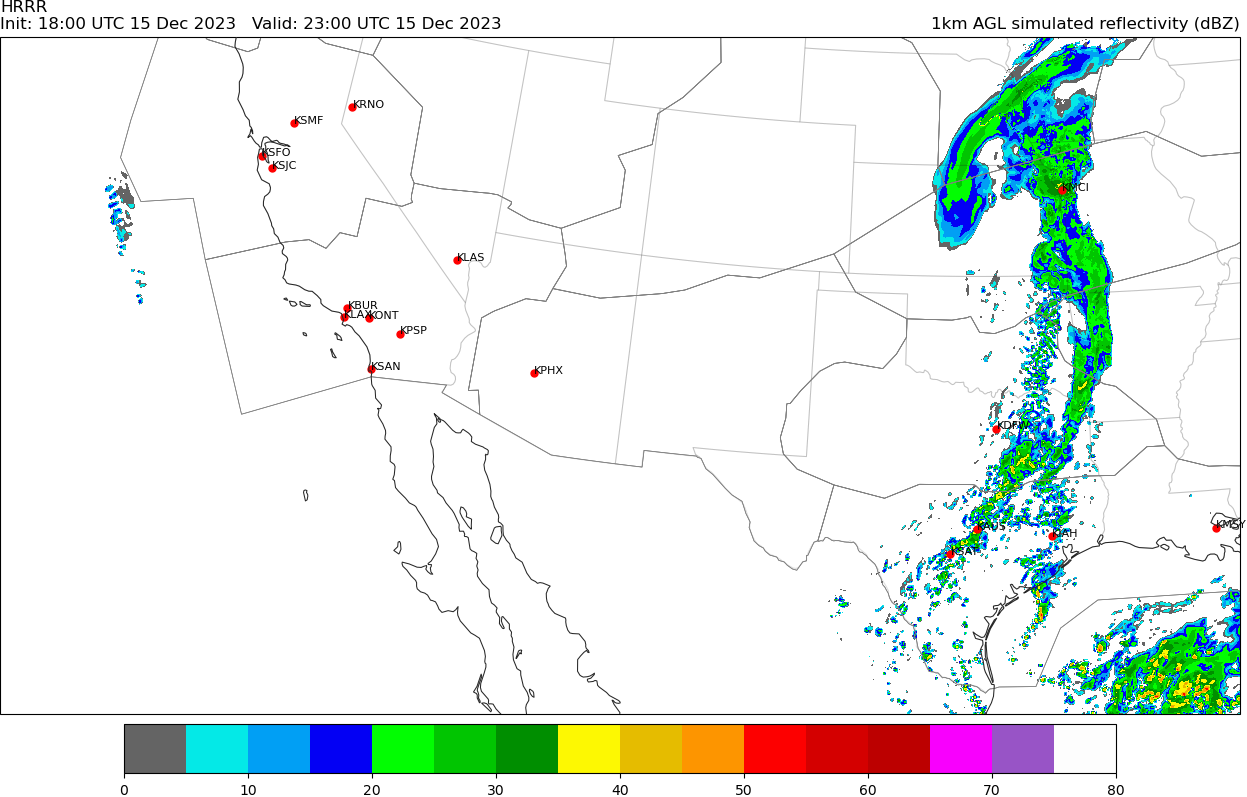 HRRR
Init: 18:00 UTC 15 Dec 2023   Valid: 23:00 UTC 15 Dec 2023
1km AGL simulated reflectivity (dBZ)
KRNO
KSMF
KSFO
KSJC
KMCI
KLAS
KBUR
KLAX
KONT
KPSP
KSAN
KPHX
KDFW
KAUS
KMSY
KIAH
KSAT
0 10 20 30 40 50 60 70 80